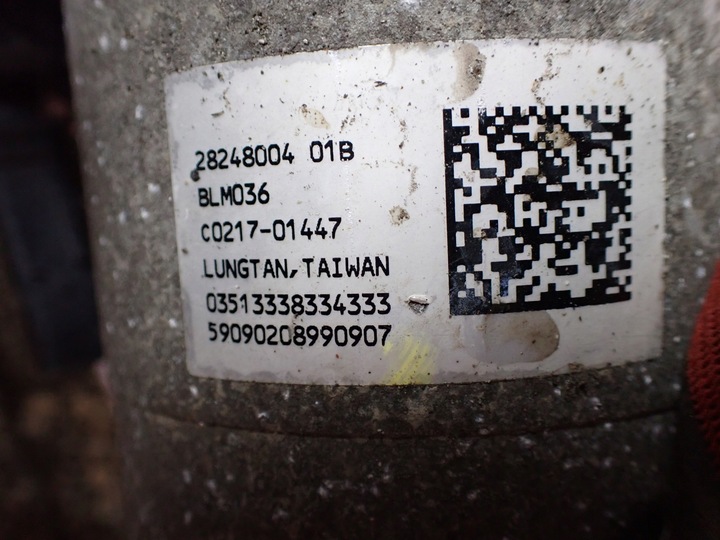 28248004 01B
BLM036
C0217-01447
LUNGTAN, TAIWAN
03513338334333
59090208990907